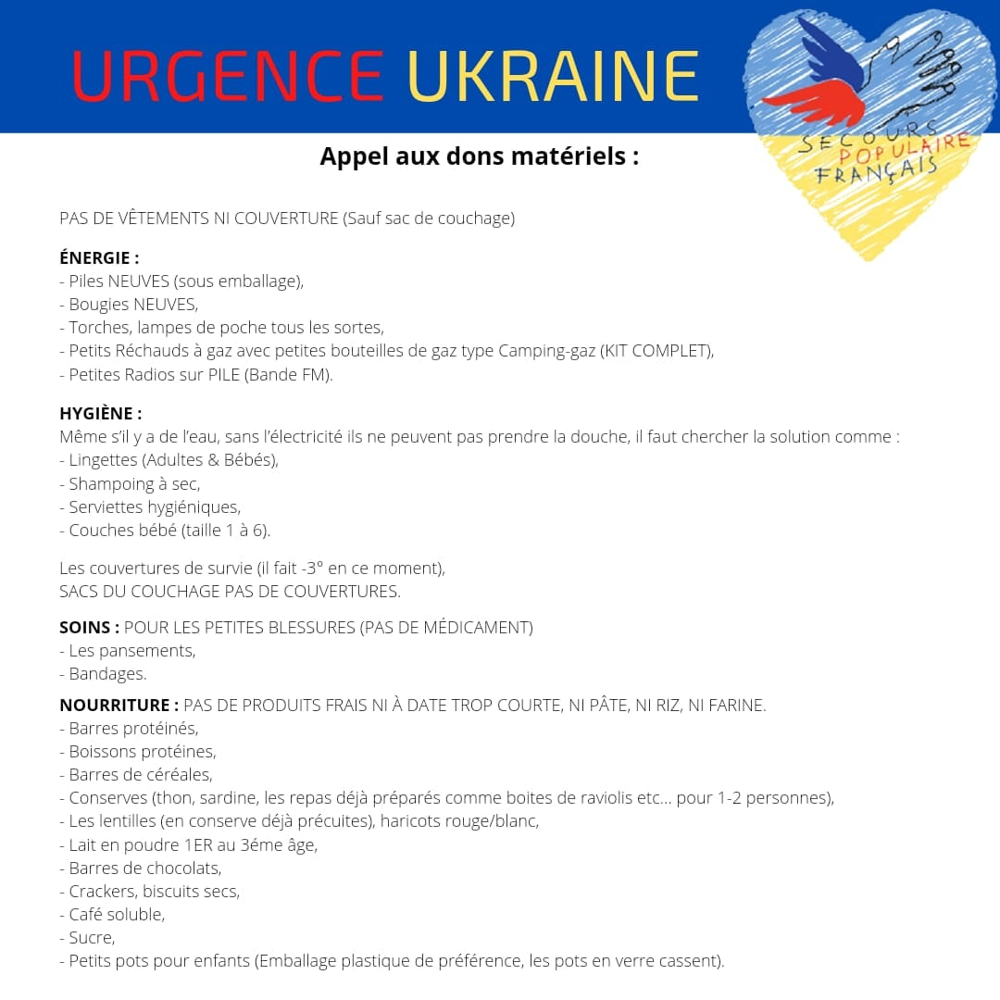 URGENCE UKRAINE
SECOURS
POPULAIRE
FRANÇAIS
Appel aux dons matériels :
PAS DE VÊTEMENTS NI COUVERTURE (Sauf sac de couchage)
ÉNERGIE :
- Piles NEUVES (sous emballage),
- Bougies NEUVES,
- Torches, lampes de poche tous les sortes,
- Petits Réchauds à gaz avec petites bouteilles de gaz type Camping-gaz (KIT COMPLET),
- Petites Radios sur PILE (Bande FM).
HYGIÈNE :
Même s’il y a de l’eau, sans l’électricité ils ne peuvent pas prendre la douche, il faut chercher la solution comme :
- Lingettes (Adultes & Bébés),
- Shampoing à sec,
- Serviettes hygiéniques,
- Couches bébé (taille 1 à 6).
Les couvertures de survie (il fait -3° en ce moment),
SACS DU COUCHAGE PAS DE COUVERTURES.
SOINS : POUR LES PETITES BLESSURES (PAS DE MÉDICAMENT)
- Les pansements,
- Bandages.
NOURRITURE : PAS DE PRODUITS FRAIS NI À DATE TROP COURTE, NI PÂTE, NI RIZ, NI FARINE.
- Barres protéinés,
- Boissons protéines,
- Barres de céréales,
- Conserves (thon, sardine, les repas déjà préparés comme boites de raviolis etc... pour 1-2 personnes),
- Les lentilles (en conserve déjà précuites), haricots rouge/blanc,
- Lait en poudre 1ER au 3éme âge,
- Barres de chocolats,
- Crackers, biscuits secs,
- Café soluble,
- Sucre,
- Petits pots pour enfants (Emballage plastique de préférence, les pots en verre cassent).